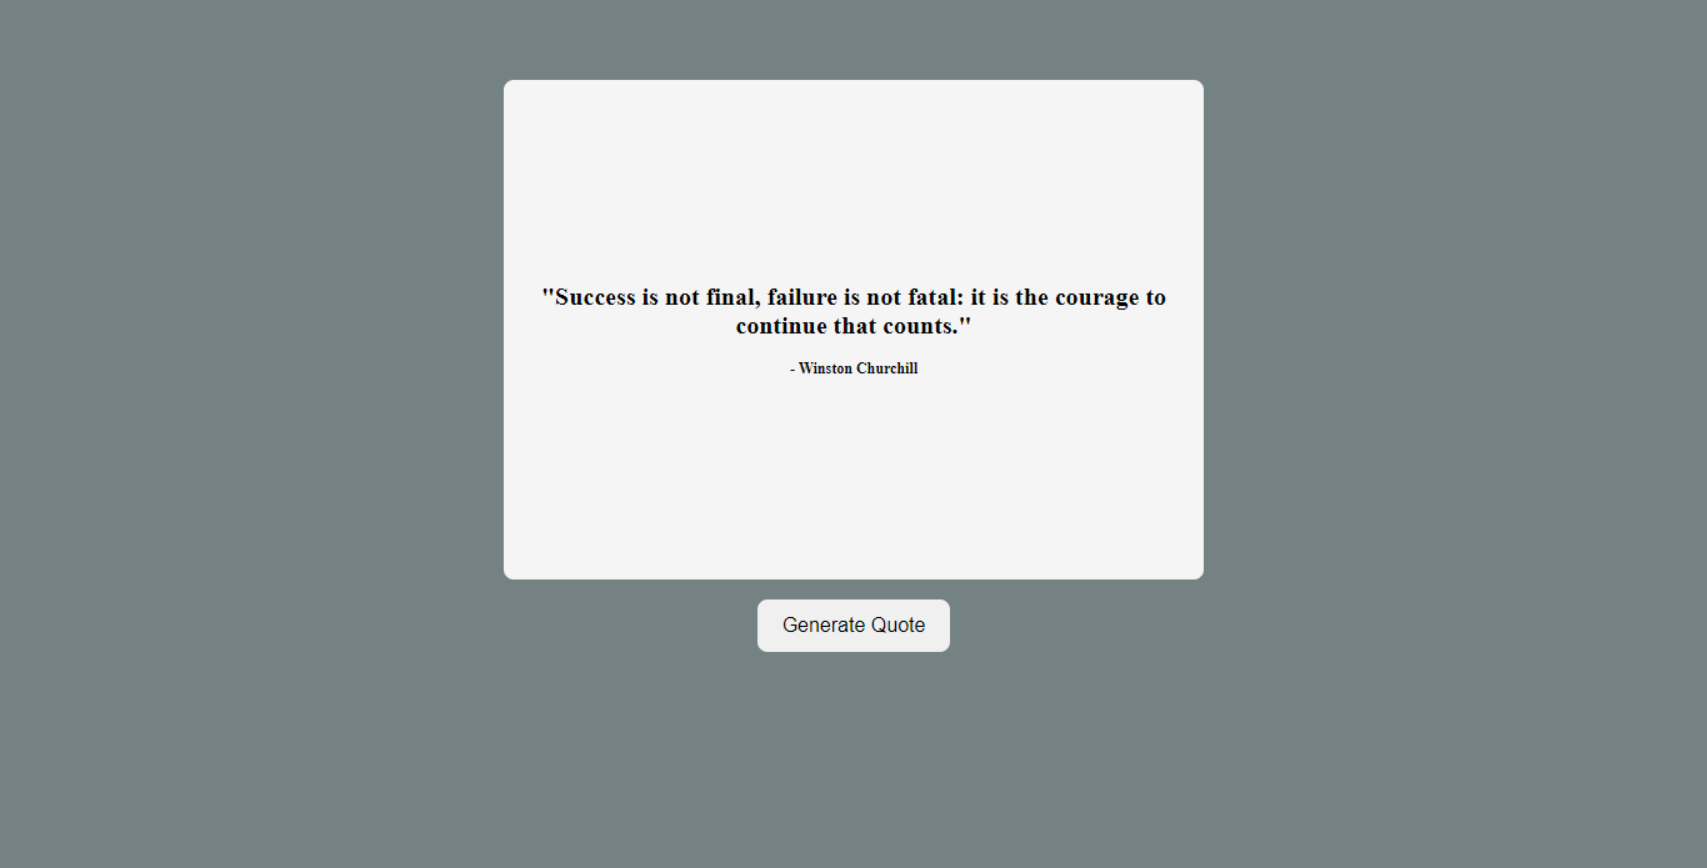 "Success is not final, failure is not fatal: it is the courage to
continue that counts."
- Winston Churchill
Generate Quote